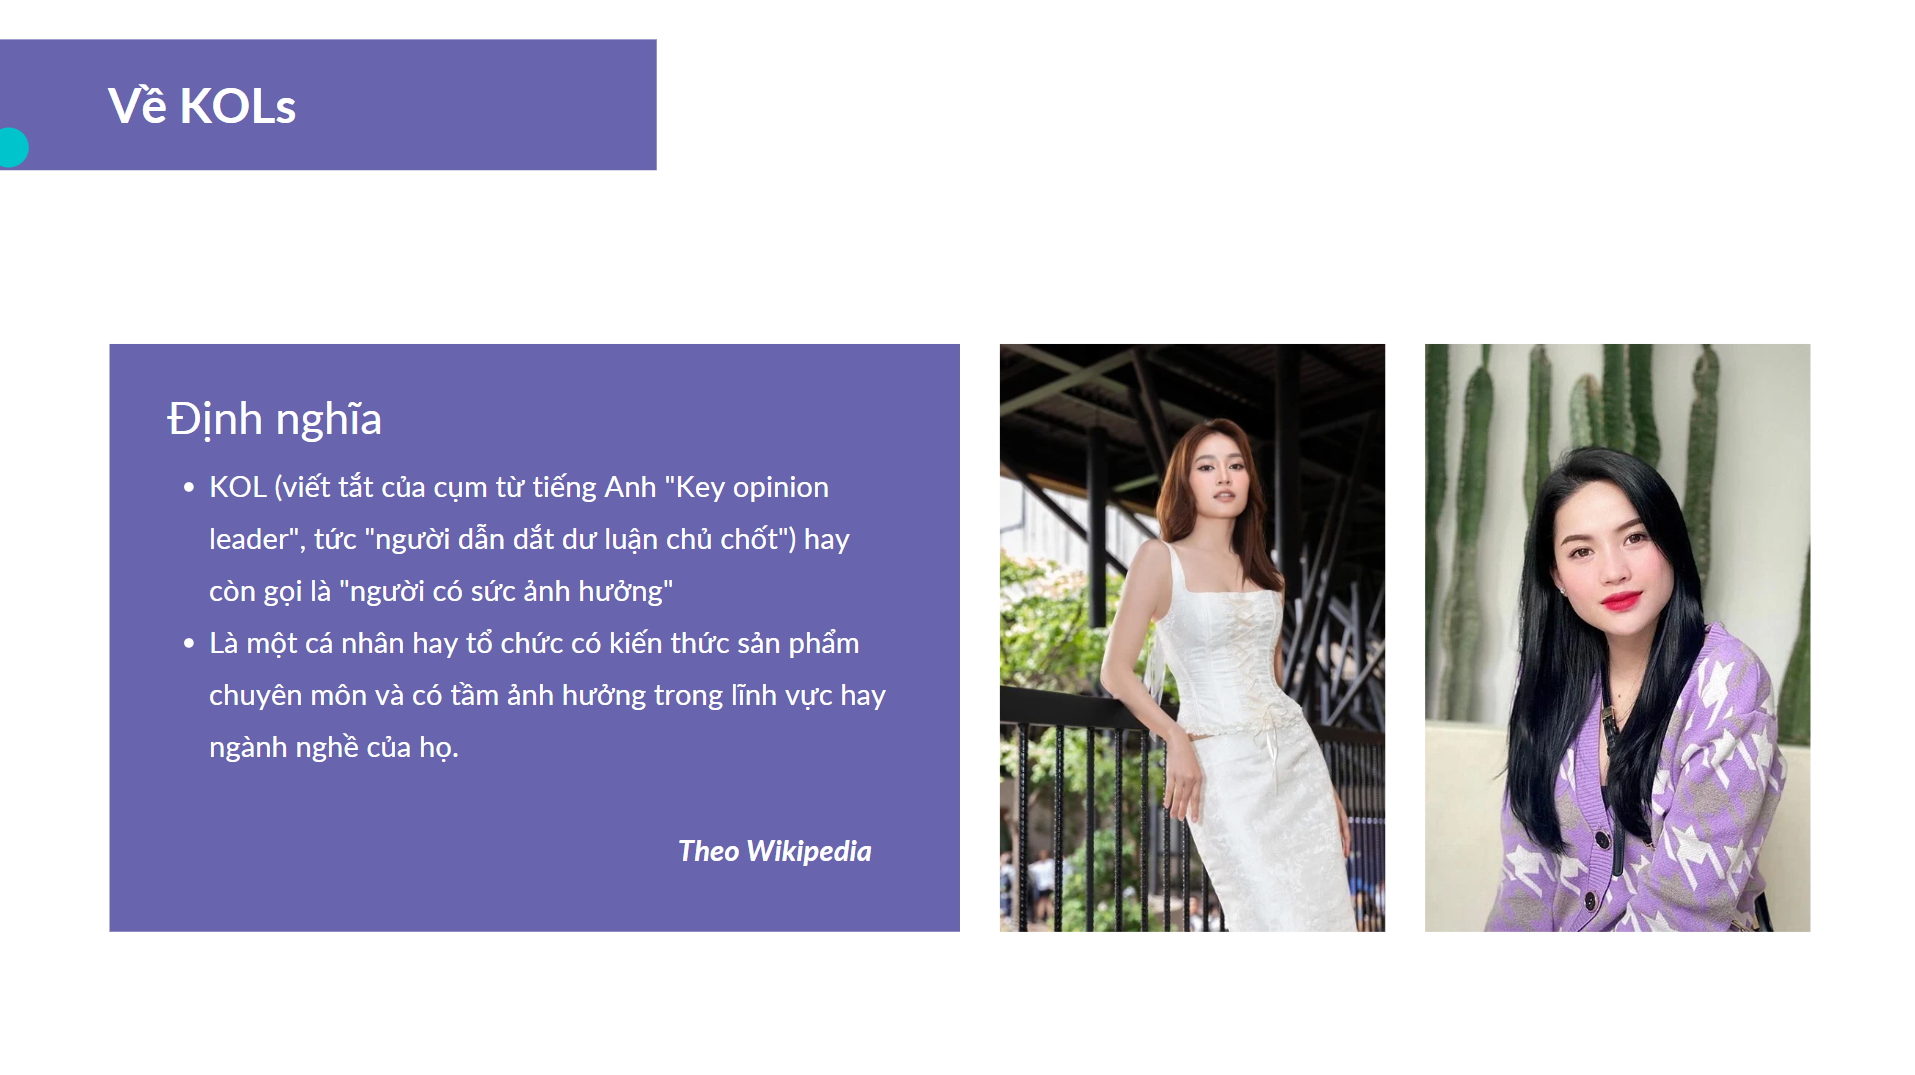 Về KOLs
Định nghĩa
• KOL (viết tắt của cụm từ tiếng Anh "Key opinion
leader", tức "người dẫn dắt dư luận chủ chốt") hay
còn gọi là "người có sức ảnh hưởng"
• Là một cá nhân hay tổ chức có kiến thức sản phẩm
chuyên môn và có tầm ảnh hưởng trong lĩnh vực hay
ngành nghề của họ.
Theo Wikipedia